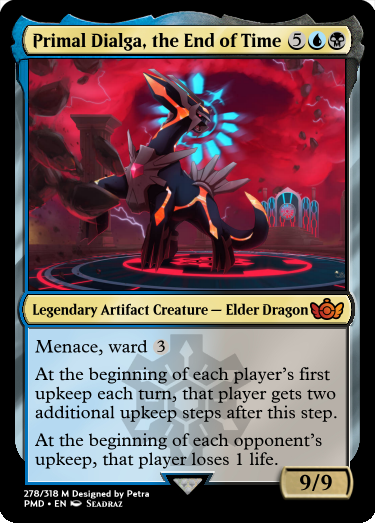 Primal Dialga, the End of Time 5
Legendary Artifact Creature — Elder Dragon
Menace, ward 3
At the beginning of each player's first
upkeep each turn, that player gets two
additional upkeep steps after this step.
At the beginning of each opponent's
upkeep, that player loses 1 life.
9/9
278/318 M Designed by Petra
PMD • EN Seadraz